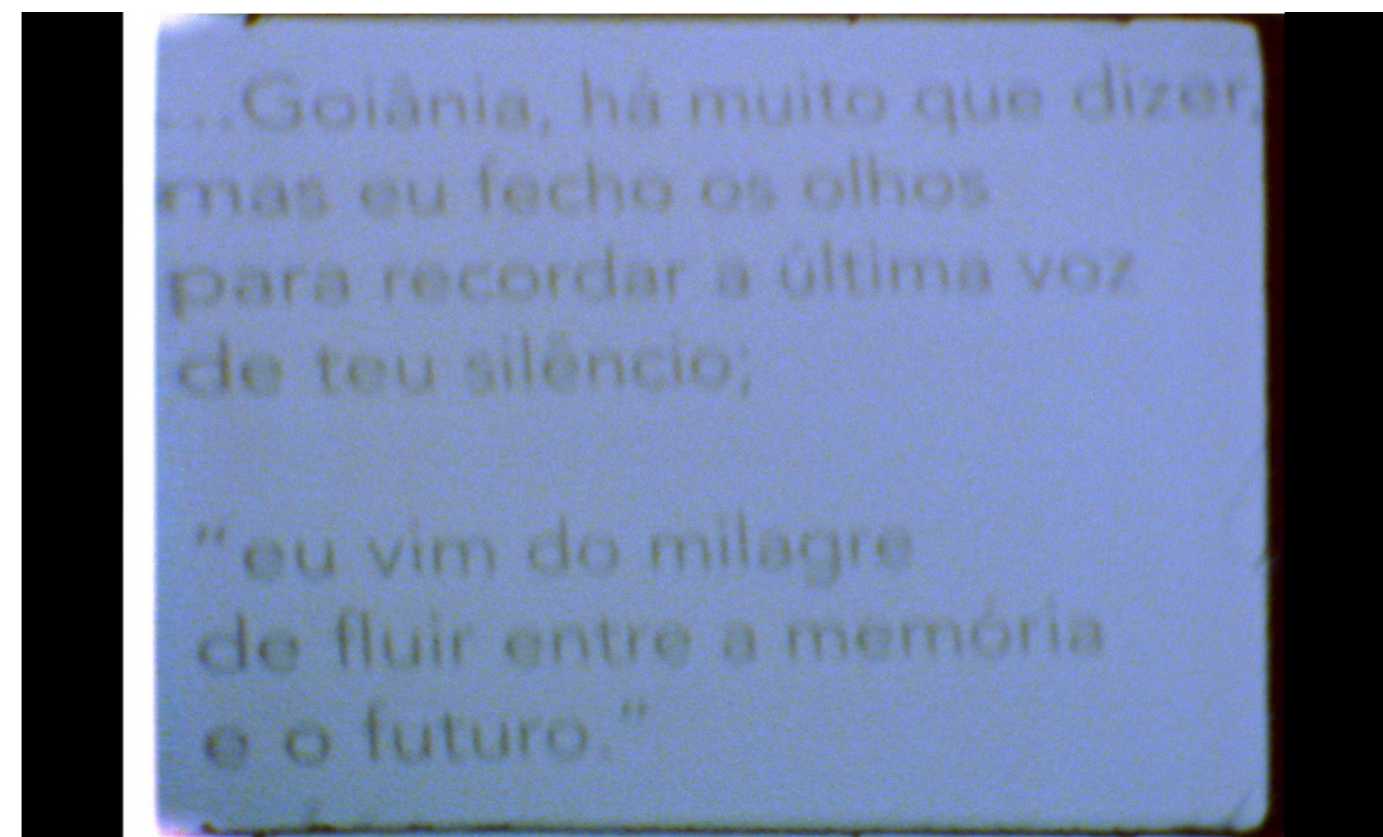 ...Goiânia, há muito que dizer,
mas eu fecho os olhos
para recordar a última voz
de teu silêncio;
"eu vim do milagre
de fluir entre a memória
e o futuro."